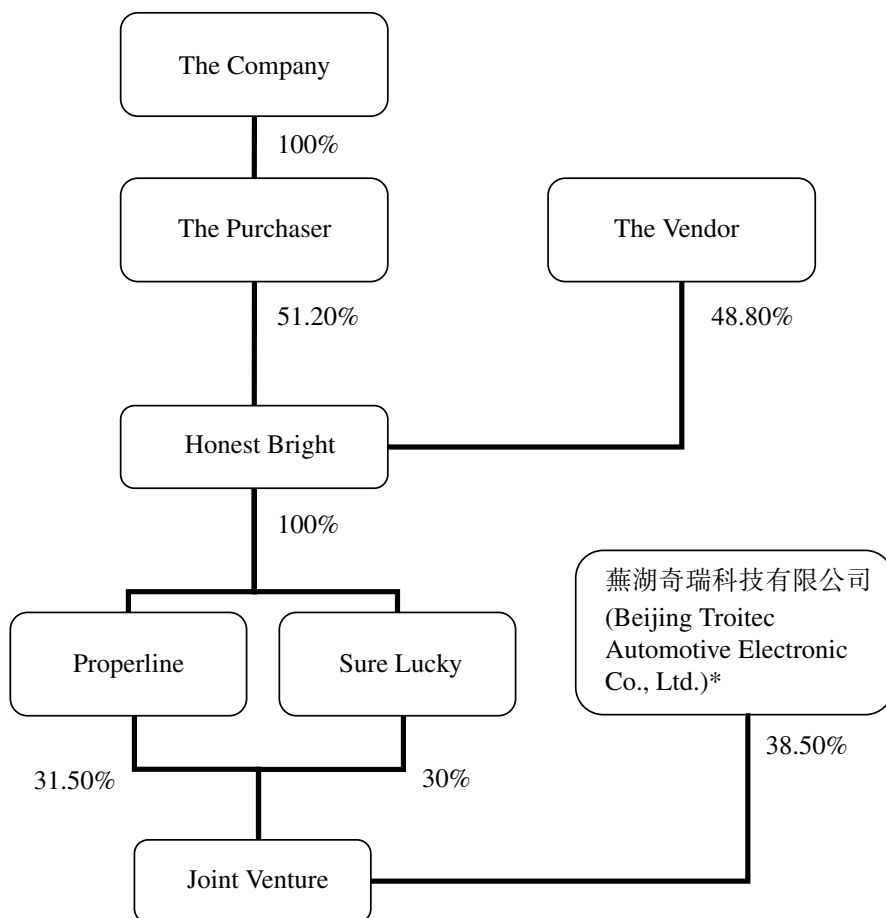 The Company
100%
The Purchaser
The Vendor
51.20%
48.80%
Honest Bright
100%
蕪湖奇瑞科技有限公司
(Beijing Troitec
Automotive Electronic
Co., Ltd.)*
Properline
Sure Lucky
31.50%
30%
38.50%
Joint Venture